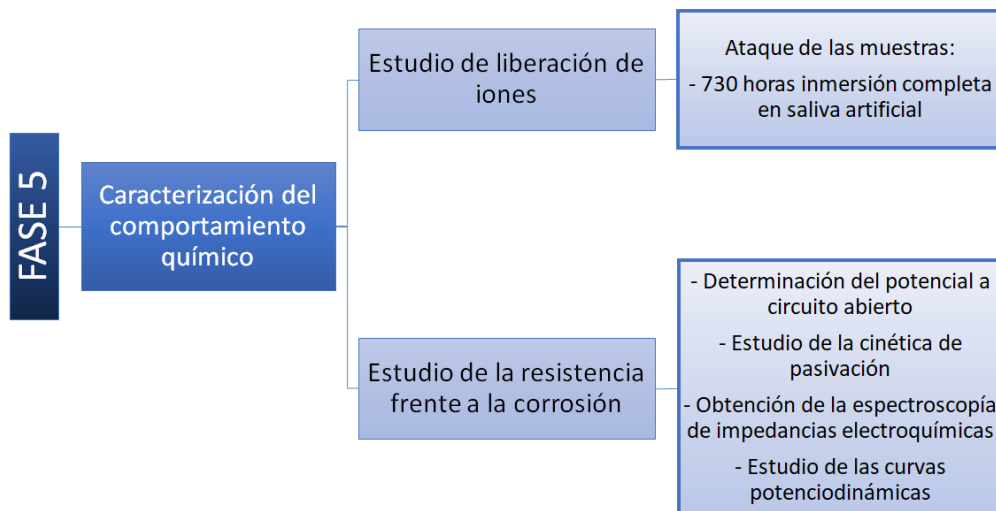 FASE 5
Caracterización del
comportamiento
químico
Estudio de liberación de
iones
Ataque de las muestras:
- 730 horas inmersión completa
en saliva artificial
Estudio de la resistencia
frente a la corrosión
- Determinación del potencial a
circuito abierto
- Estudio de la cinética de
pasivación
- Obtención de la espectroscopía
de impedancias electroquímicas
- Estudio de las curvas
potenciodinámicas